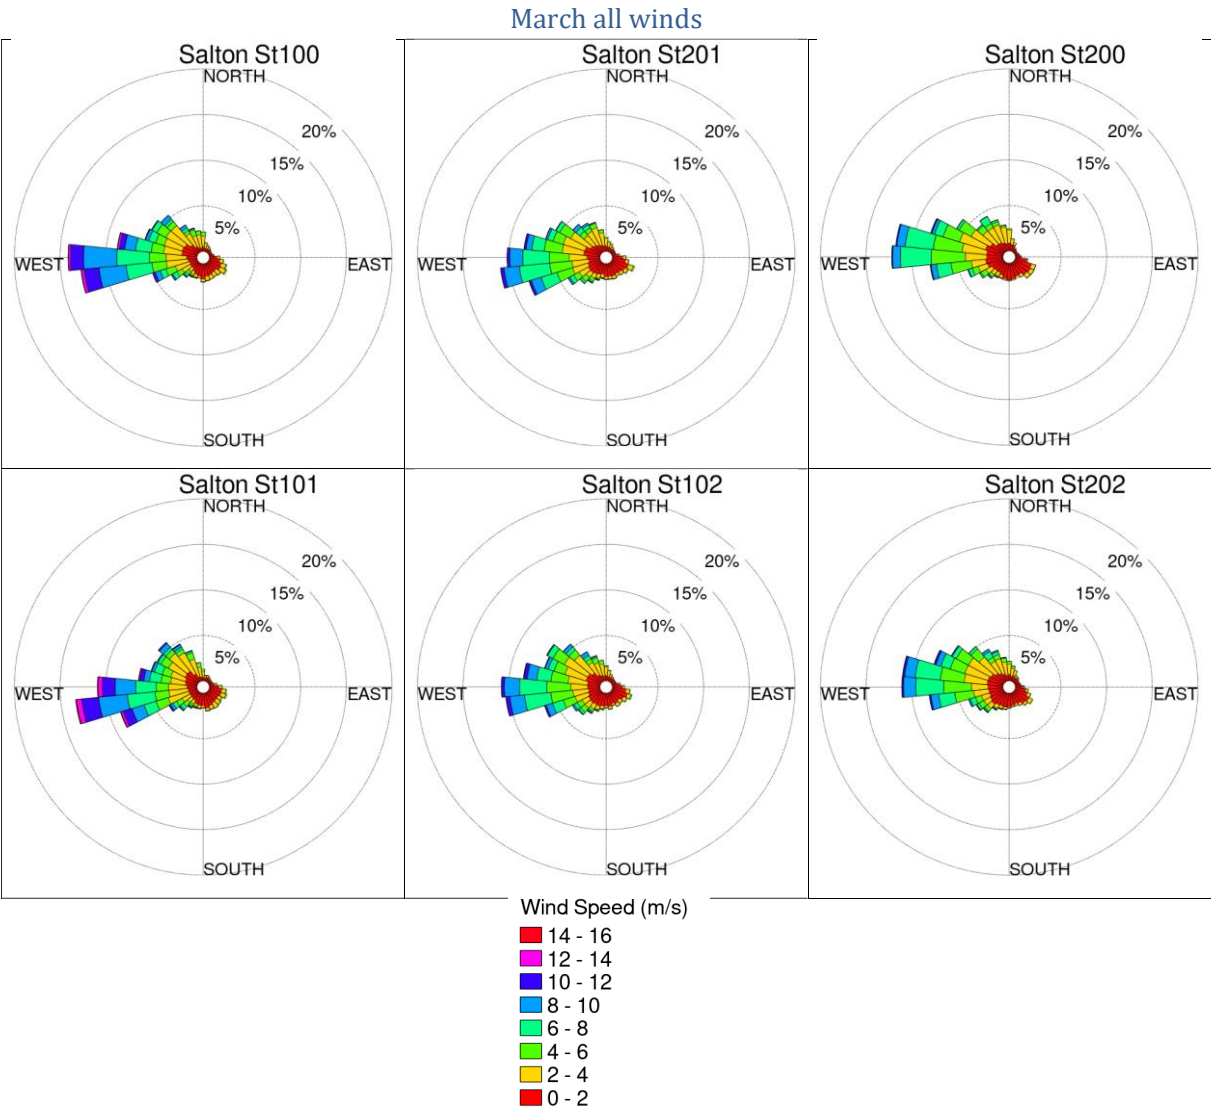 March all winds
Salton St100
NORTH
20%
15%
10%
5%
WEST
EAST
SOUTH
Salton St201
NORTH
20%
15%
10%
5%
WEST
EAST
SOUTH
Salton St200
NORTH
20%
15%
10%
5%
WEST
EAST
SOUTH
Salton St101
NORTH
20%
15%
10%
5%
WEST
EAST
SOUTH
Salton St102
NORTH
20%
15%
10%
5%
WEST
EAST
SOUTH
Salton St202
NORTH
20%
15%
10%
5%
WEST
EAST
SOUTH
Wind Speed (m/s)
14 - 16
12 - 14
10 - 12
8 - 10
6 - 8
4 - 6
2 - 4
0 - 2